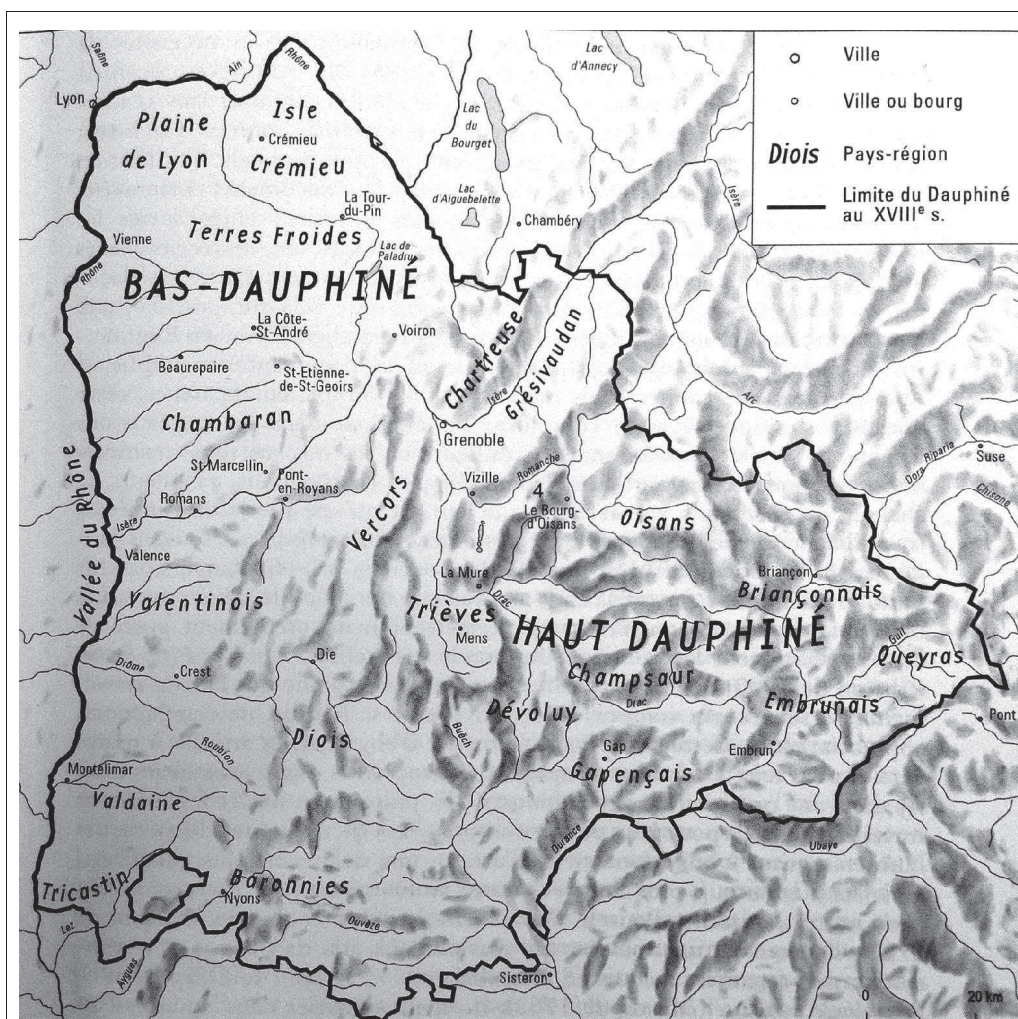 Ville
Ville ou bourg
Diois Pays-région
Limite du Dauphiné
au XVIIIe s.
Saône
Ain
Rhône
Lac
d'Annecy
Lyon
Plaine
de Lyon
Isle
Crémieu
Crémieu
Lac
du
Bourget
Lac
d'Aiguebelette
Isère
La Tour-
du-Pin
Chambéry
Vienne
Terres Froides
Lac de
Paladru
Rhône
BAS-DAUPHINÉ
La Côte-
St-André
Voiron
Chartreuse
Grésivaudan
Isère
Beaurepaire
St-Etienne-
de-St-Geoirs
Arc
Chambaran
Grenoble
Vallée du Rhône
St-Marcellin
Pont-
en-Royans
Vizille
Romanche
Dora Riparia
Suse
Romans
Isère
Vercors
4
Le Bourg-
d'Oisans
Oisans
Chisone
Valence
La Mure
Drac
Briançon
Briançonnais
Valentinois
Trièves
Mens
HAUT DAUPHINÉ
Guil
Queyras
Drôme
Crest
Die
Champsaur
Drac
Embrunais
Dévoluy
Pont
Diois
Buëch
Gap
Embrun
Roubion
Gapençais
Montélimar
Valdaine
Durance
Ubaye
Tricastin
Baronnies
Nyons
Lez
Ouvèze
Aygues
Sisteron
0 20 km